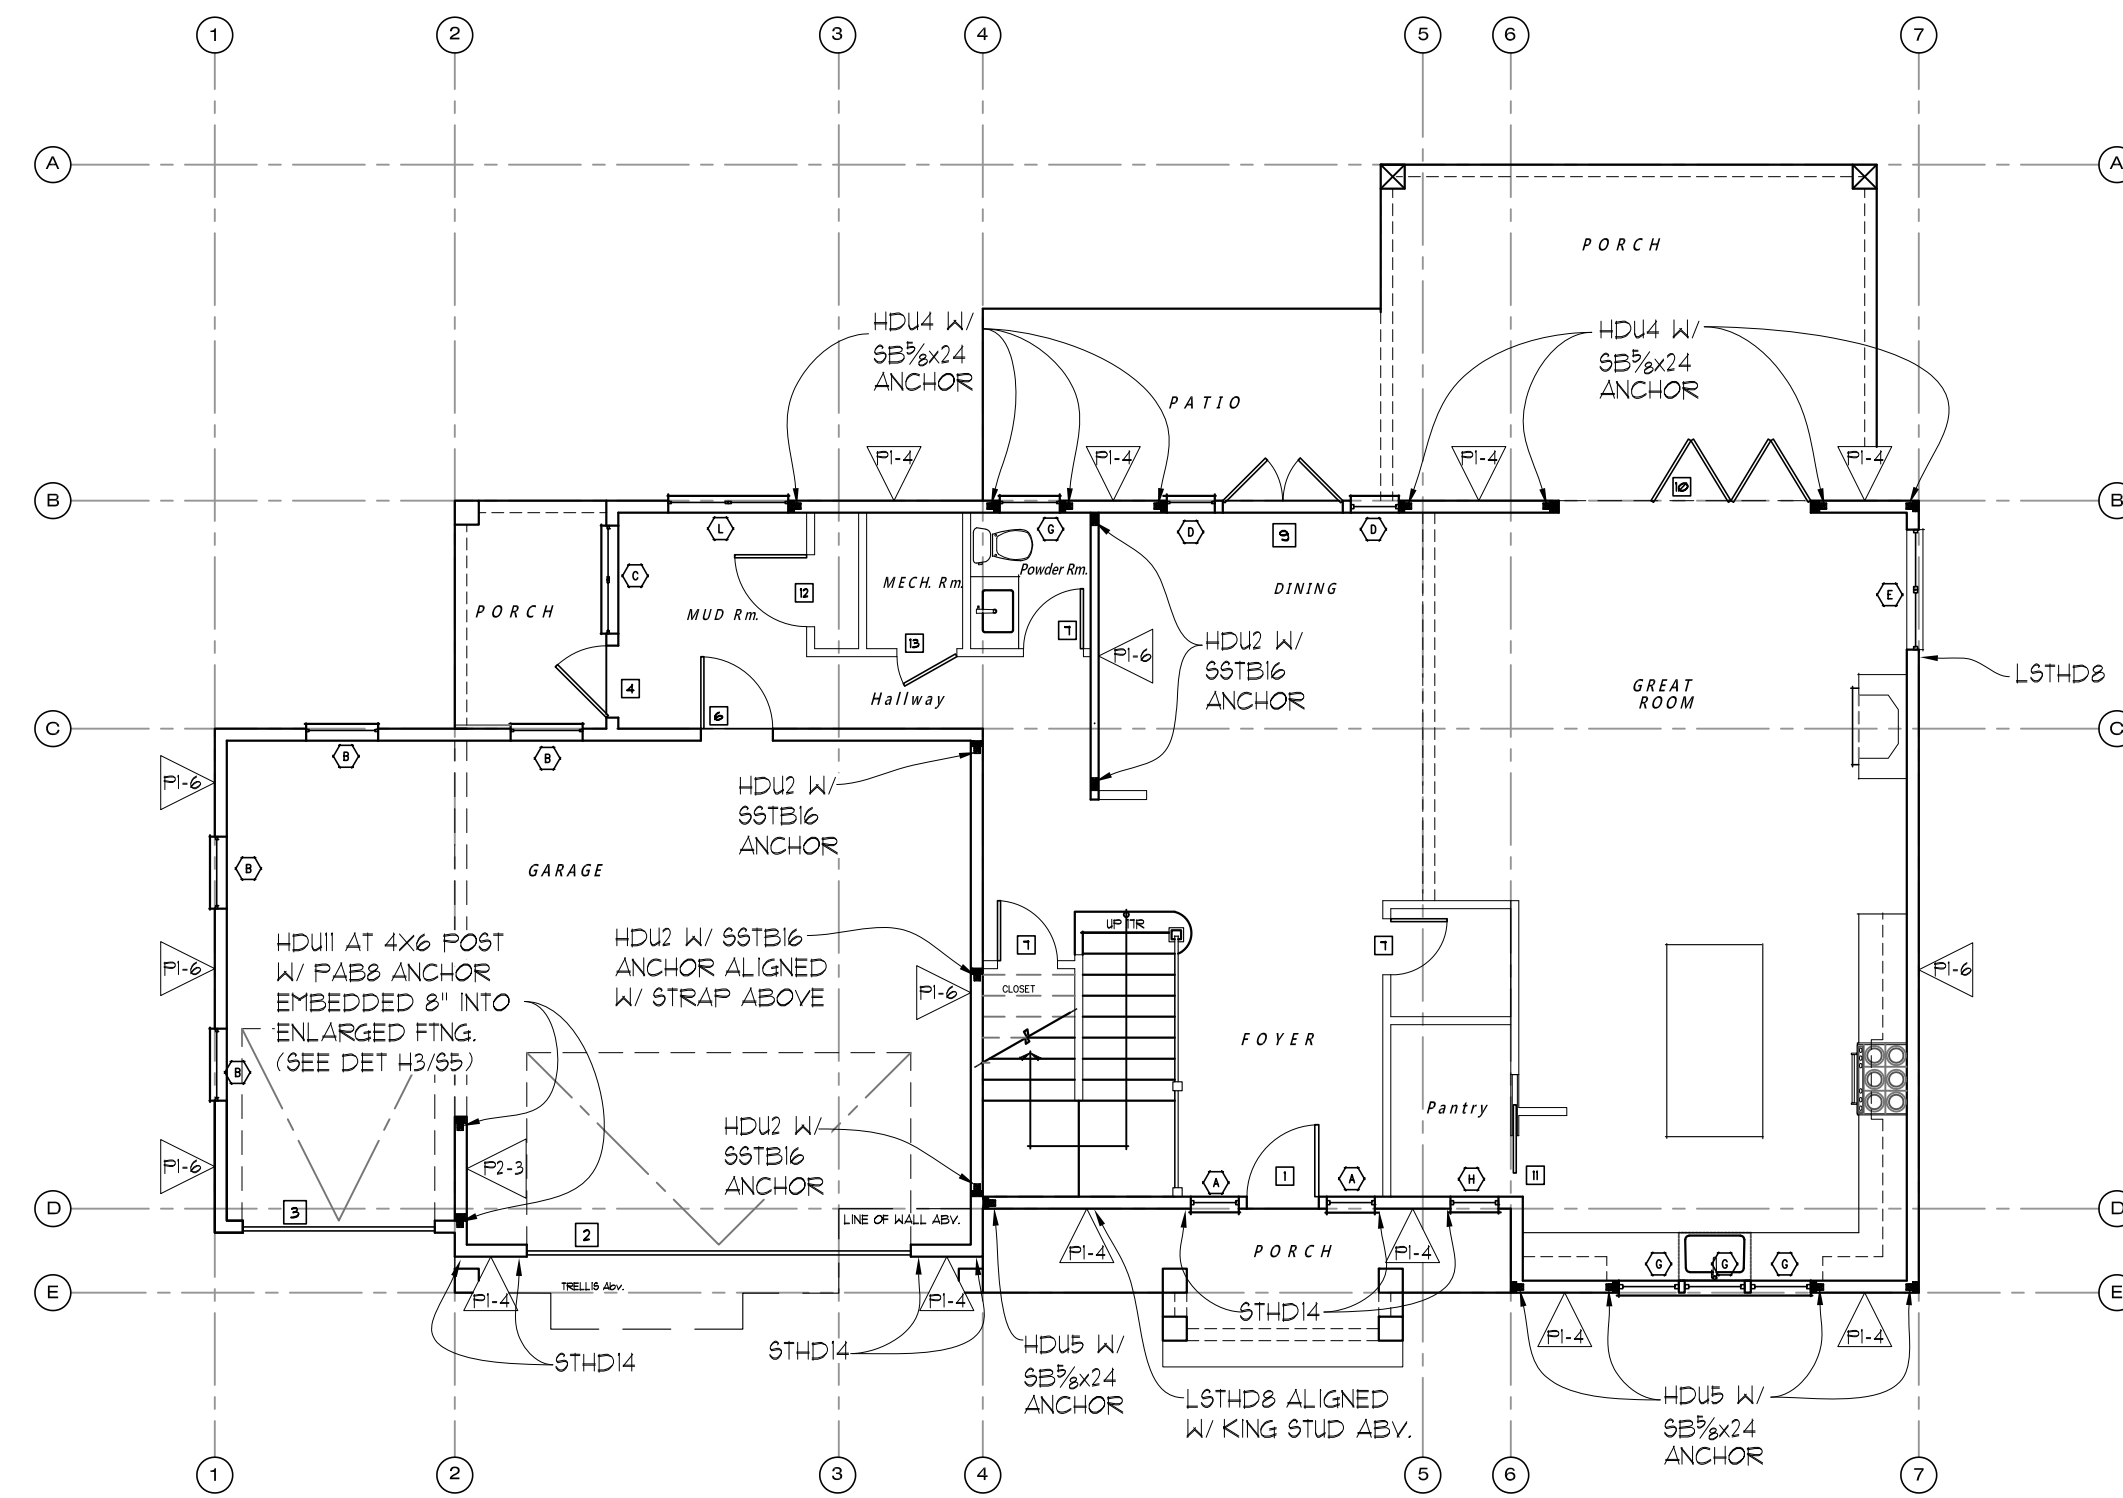 1
2
3
4
5
6
7
A
A
PORCH
HDU4 W/
SB⅝x24
ANCHOR
HDU4 W/
SB⅝x24
ANCHOR
PATIO
P1-4
P1-4
P1-4
P1-4
10
B
B
L
G
D
9
D
C
12
MECH. Rm.
Powder Rm.
DINING
E
PORCH
MUD Rm.
13
7
P1-6
HDU2 W/
SSTB16
ANCHOR
LSTHD8
4
6
Hallway
GREAT
ROOM
C
C
B
B
P1-6
HDU2 W/
SSTB16
ANCHOR
B
GARAGE
HDU11 AT 4X6 POST
W/ PAB8 ANCHOR
EMBEDDED 8" INTO
ENLARGED FTNG.
(SEE DET H3/S5)
HDU2 W/ SSTB16
ANCHOR ALIGNED
W/ STRAP ABOVE
UP 17R
7
7
P1-6
P1-6
CLOSET
P1-6
FOYER
B
Pantry
HDU2 W/
SSTB16
ANCHOR
P1-6
P2-3
A
1
A
H
11
D
D
3
2
LINE OF WALL ABV.
P1-4
PORCH
P1-4
G
G
G
E
E
TRELLIS Abv.
P1-4
P1-4
STHD14
P1-4
P1-4
STHD14
STHD14
HDU5 W/
SB⅝x24
ANCHOR
LSTHD8 ALIGNED
W/ KING STUD ABV.
HDU5 W/
SB⅝x24
ANCHOR
1
2
3
4
5
6
7